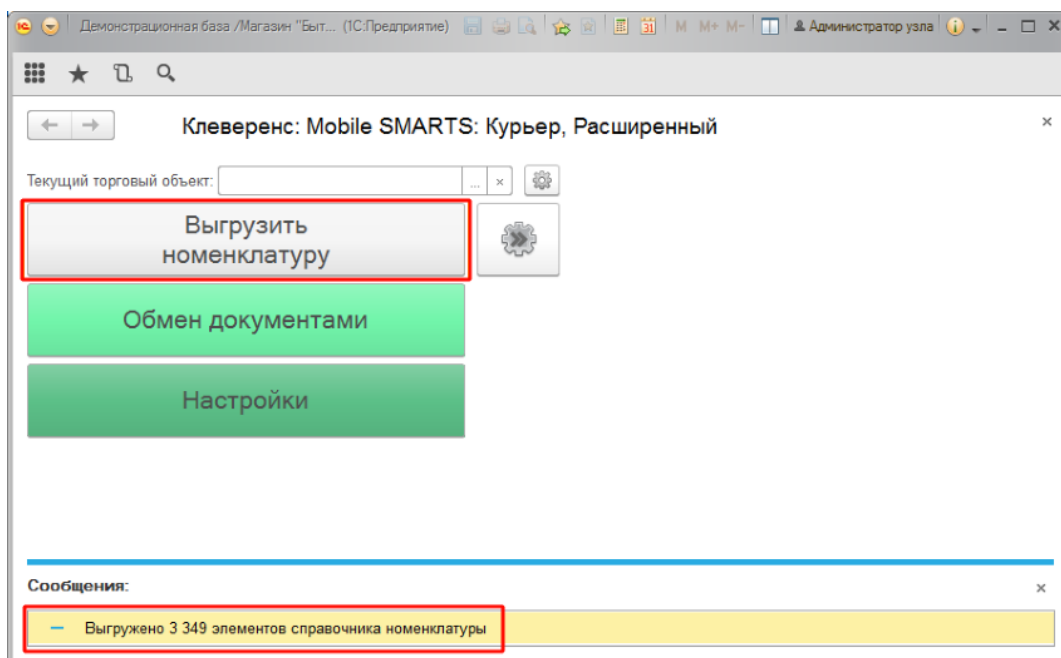 Демонстрационная база /Магазин "Быт... (1С:Предприятие) 31 M M+ M- Администратор узла
Клеверенс: Mobile SMARTS: Курьер, Расширенный
Текущий торговый объект: ...
Выгрузить
номенклатуру
Обмен документами
Настройки
Сообщения:
Выгружено 3 349 элементов справочника номенклатуры